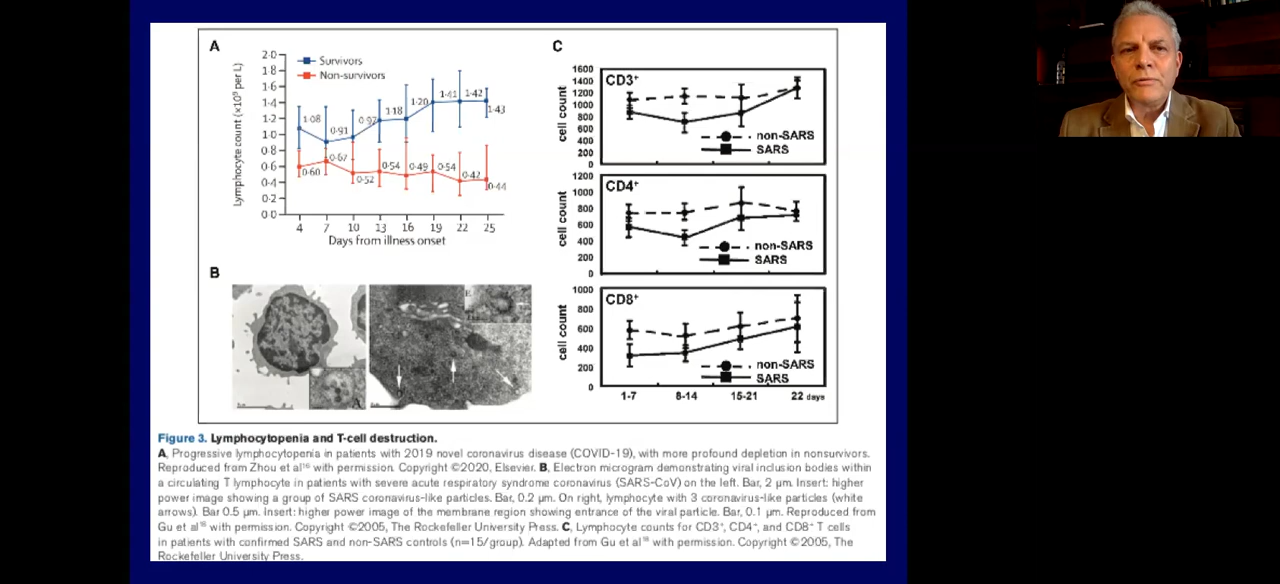 A
Survivors
Non-survivors
Lymphocyte count (×10⁹ per L)
2·0
1·8
1·6
1·4
1·2
1·0
0·8
0·6
0·4
0·2
0·0
1·08
0·91
0·97
1·18
1·20
1·41
1·42
1·43
0·60
0·67
0·52
0·54
0·49
0·54
0·42
0·44
4 7 10 13 16 19 22 25
Days from illness onset
B
A
C
CD3⁺
cell count
1600
1400
1200
1000
800
600
400
200
0
non-SARS
SARS
CD4⁺
cell count
1200
1000
800
600
400
200
0
non-SARS
SARS
CD8⁺
cell count
1000
800
600
400
200
0
non-SARS
SARS
1-7 8-14 15-21 22 days
Figure 3. Lymphocytopenia and T-cell destruction.
A, Progressive lymphocytopenia in patients with 2019 novel coronavirus disease (COVID-19), with more profound depletion in nonsurvivors.
Reproduced from Zhou et al¹⁶ with permission. Copyright ©2020, Elsevier. B, Electron microgram demonstrating viral inclusion bodies within
a circulating T lymphocyte in patients with severe acute respiratory syndrome coronavirus (SARS-CoV) on the left. Bar, 2 µm. Insert: higher
power image showing a group of SARS coronavirus-like particles. Bar, 0.2 µm. On right, lymphocyte with 3 coronavirus-like particles (white
arrows). Bar 0.5 µm. Insert: higher power image of the membrane region showing entrance of the viral particle. Bar, 0.1 µm. Reproduced from
Gu et al¹⁸ with permission. Copyright ©2005, The Rockefeller University Press. C, Lymphocyte counts for CD3⁺, CD4⁺, and CD8⁺ T cells
in patients with confirmed SARS and non-SARS controls (n=15/group). Adapted from Gu et al¹⁸ with permission. Copyright ©2005, The
Rockefeller University Press.